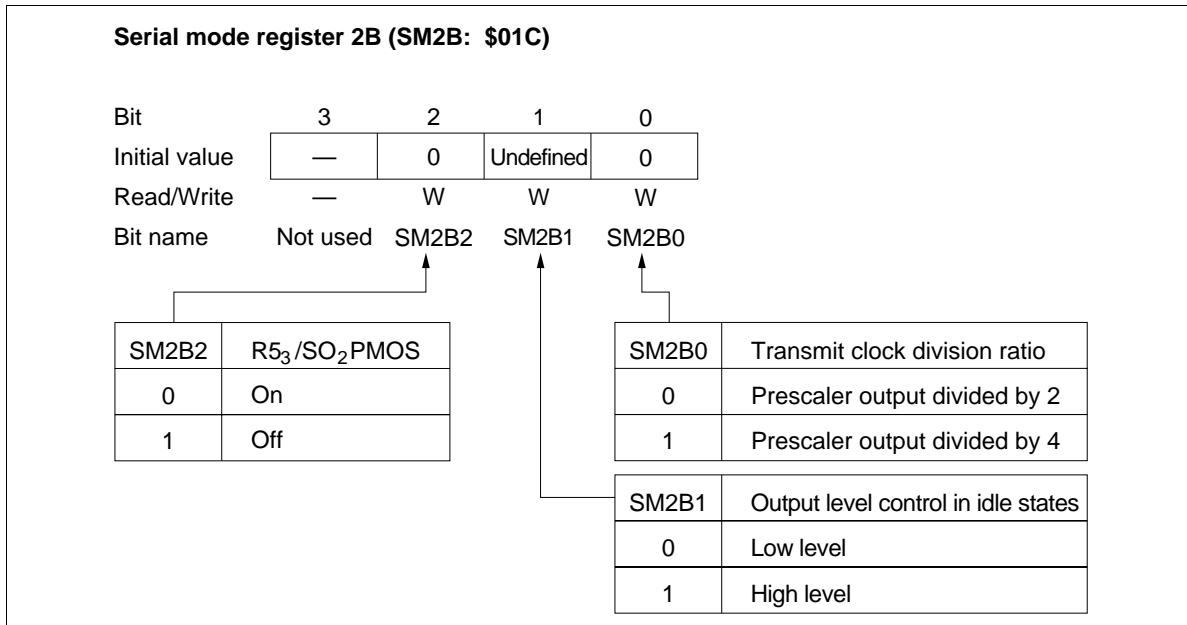 Serial mode register 2B (SM2B: $01C)
Bit 3 2 1 0
Initial value — 0 Undefined 0
Read/Write — W W W
Bit name Not used SM2B2 SM2B1 SM2B0
SM2B2 R5₃/SO₂PMOS
0 On
1 Off
SM2B0 Transmit clock division ratio
0 Prescaler output divided by 2
1 Prescaler output divided by 4
SM2B1 Output level control in idle states
0 Low level
1 High level